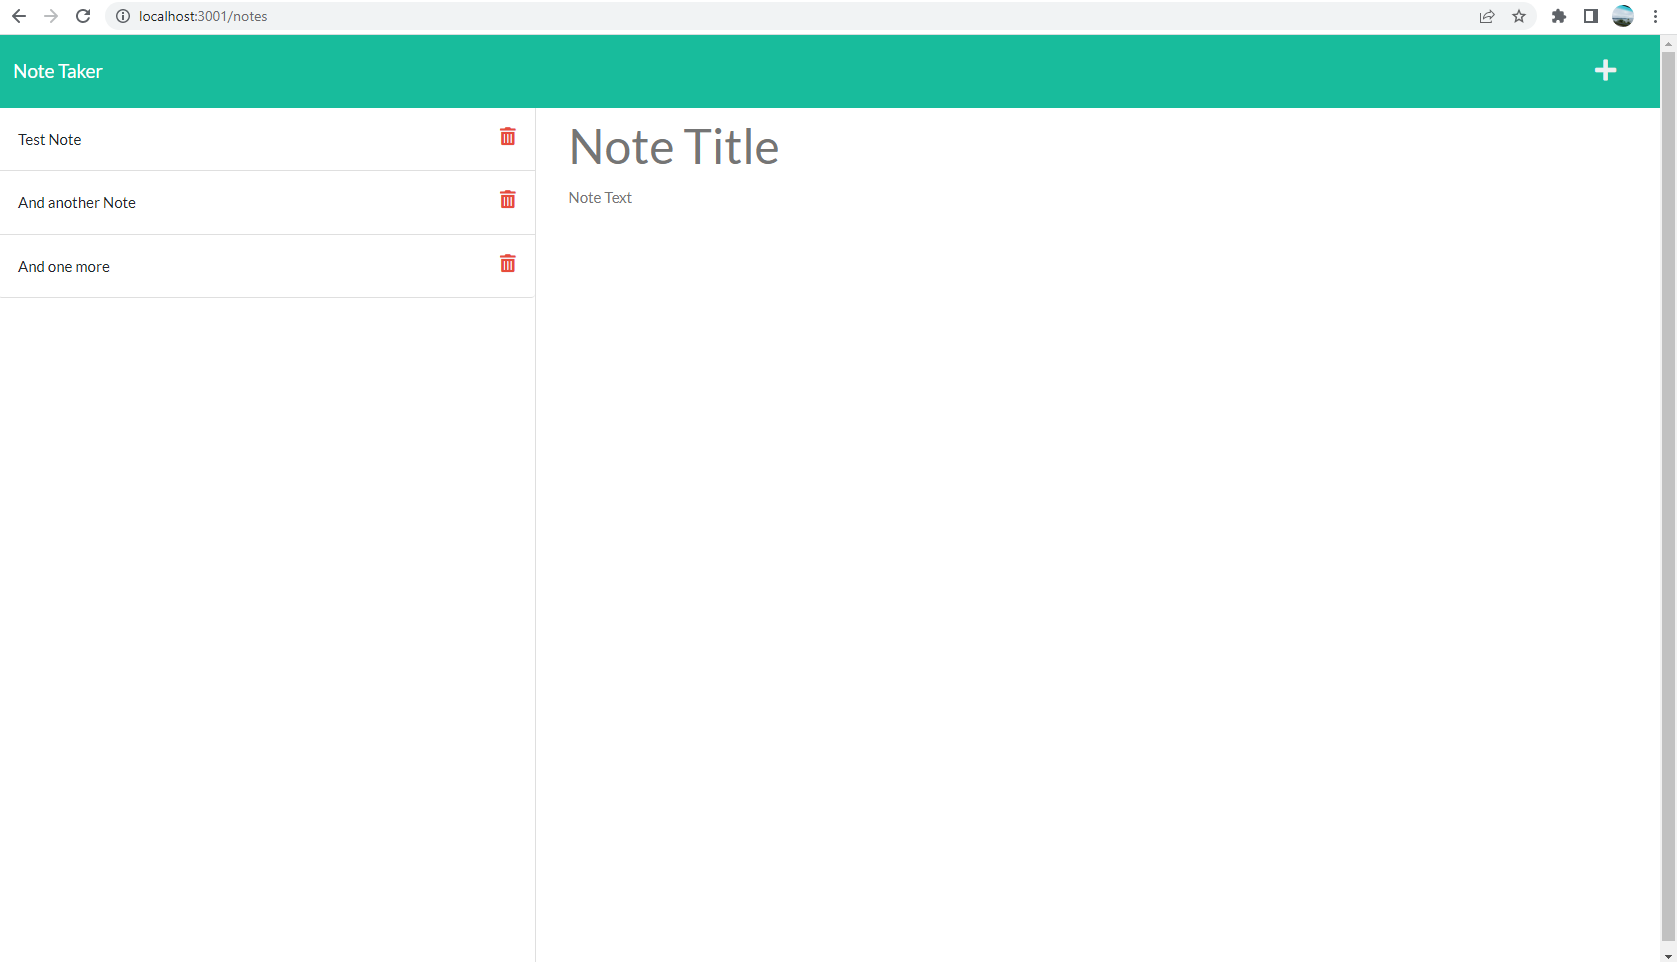 localhost:3001/notes
Note Taker
Test Note
And another Note
And one more
Note Title
Note Text